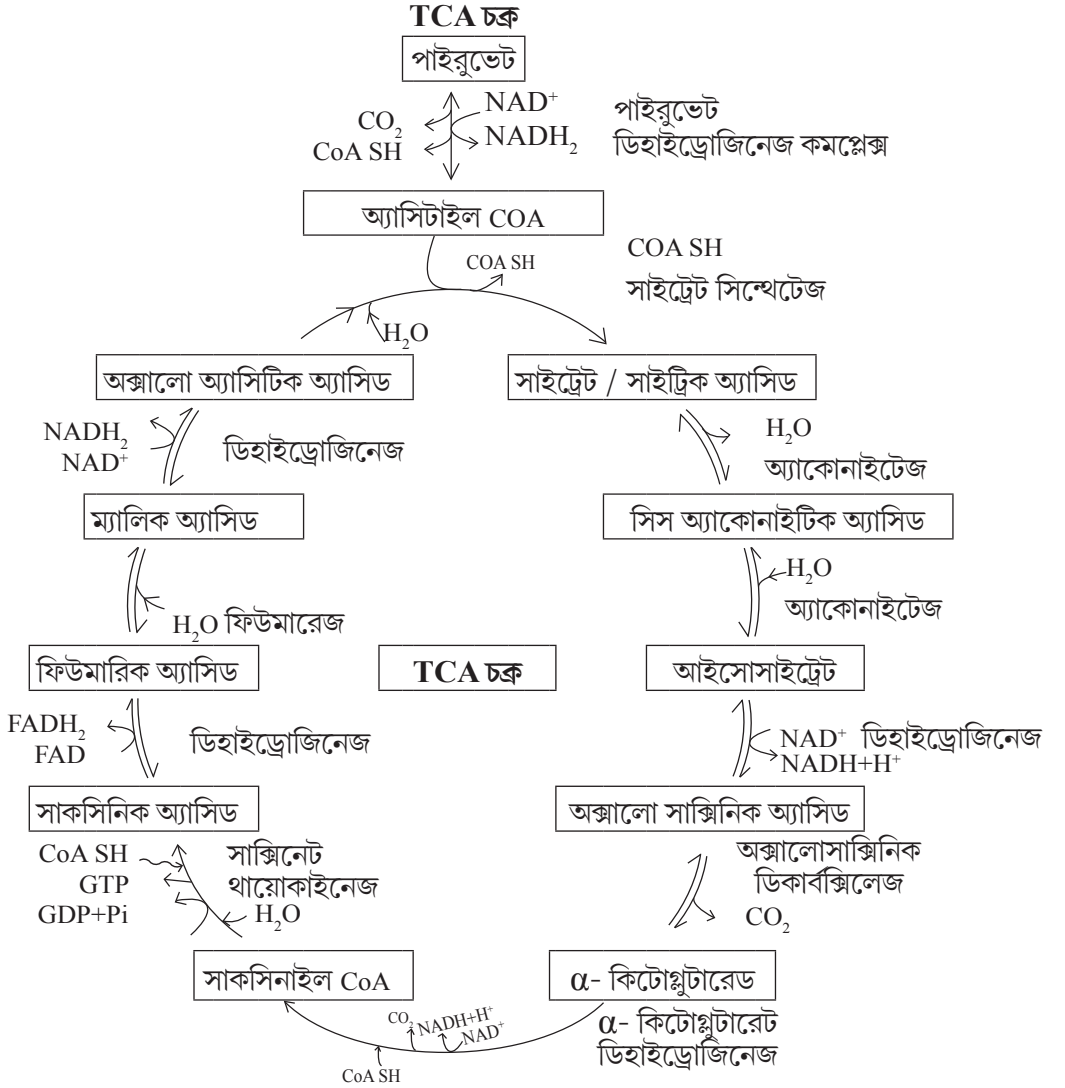 TCA চক্র
পাইরুভেট
CO₂
CoA SH
NAD⁺
NADH₂
পাইরুভেট
ডিহাইড্রোজিনেজ কমপ্লেক্স
অ্যাসিটাইল COA
COA SH
COA SH
সাইট্রেট সিন্থেটেজ
H₂O
অক্সালো অ্যাসিটিক অ্যাসিড
সাইট্রেট / সাইট্রিক অ্যাসিড
NADH₂
NAD⁺
ডিহাইড্রোজিনেজ
H₂O
অ্যাকোনাইটেজ
ম্যালিক অ্যাসিড
সিস অ্যাকোনাইটিক অ্যাসিড
H₂O ফিউমারেজ
H₂O
অ্যাকোনাইটেজ
ফিউমারিক অ্যাসিড
TCA চক্র
আইসোসাইট্রেট
FADH₂
FAD
ডিহাইড্রোজিনেজ
NAD⁺ ডিহাইড্রোজিনেজ
NADH+H⁺
সাকসিনিক অ্যাসিড
অক্সালো সাক্সিনিক অ্যাসিড
CoA SH
GTP
GDP+Pi
সাক্সিনেট
থায়োকাইনেজ
H₂O
অক্সালোসাক্সিনিক
ডিকার্বক্সিলেজ
CO₂
সাকসিনাইল CoA
α- কিটোগ্লুটারেড
α- কিটোগ্লুটারেট
ডিহাইড্রোজিনেজ
CO₂
NADH+H⁺
NAD⁺
CoA SH